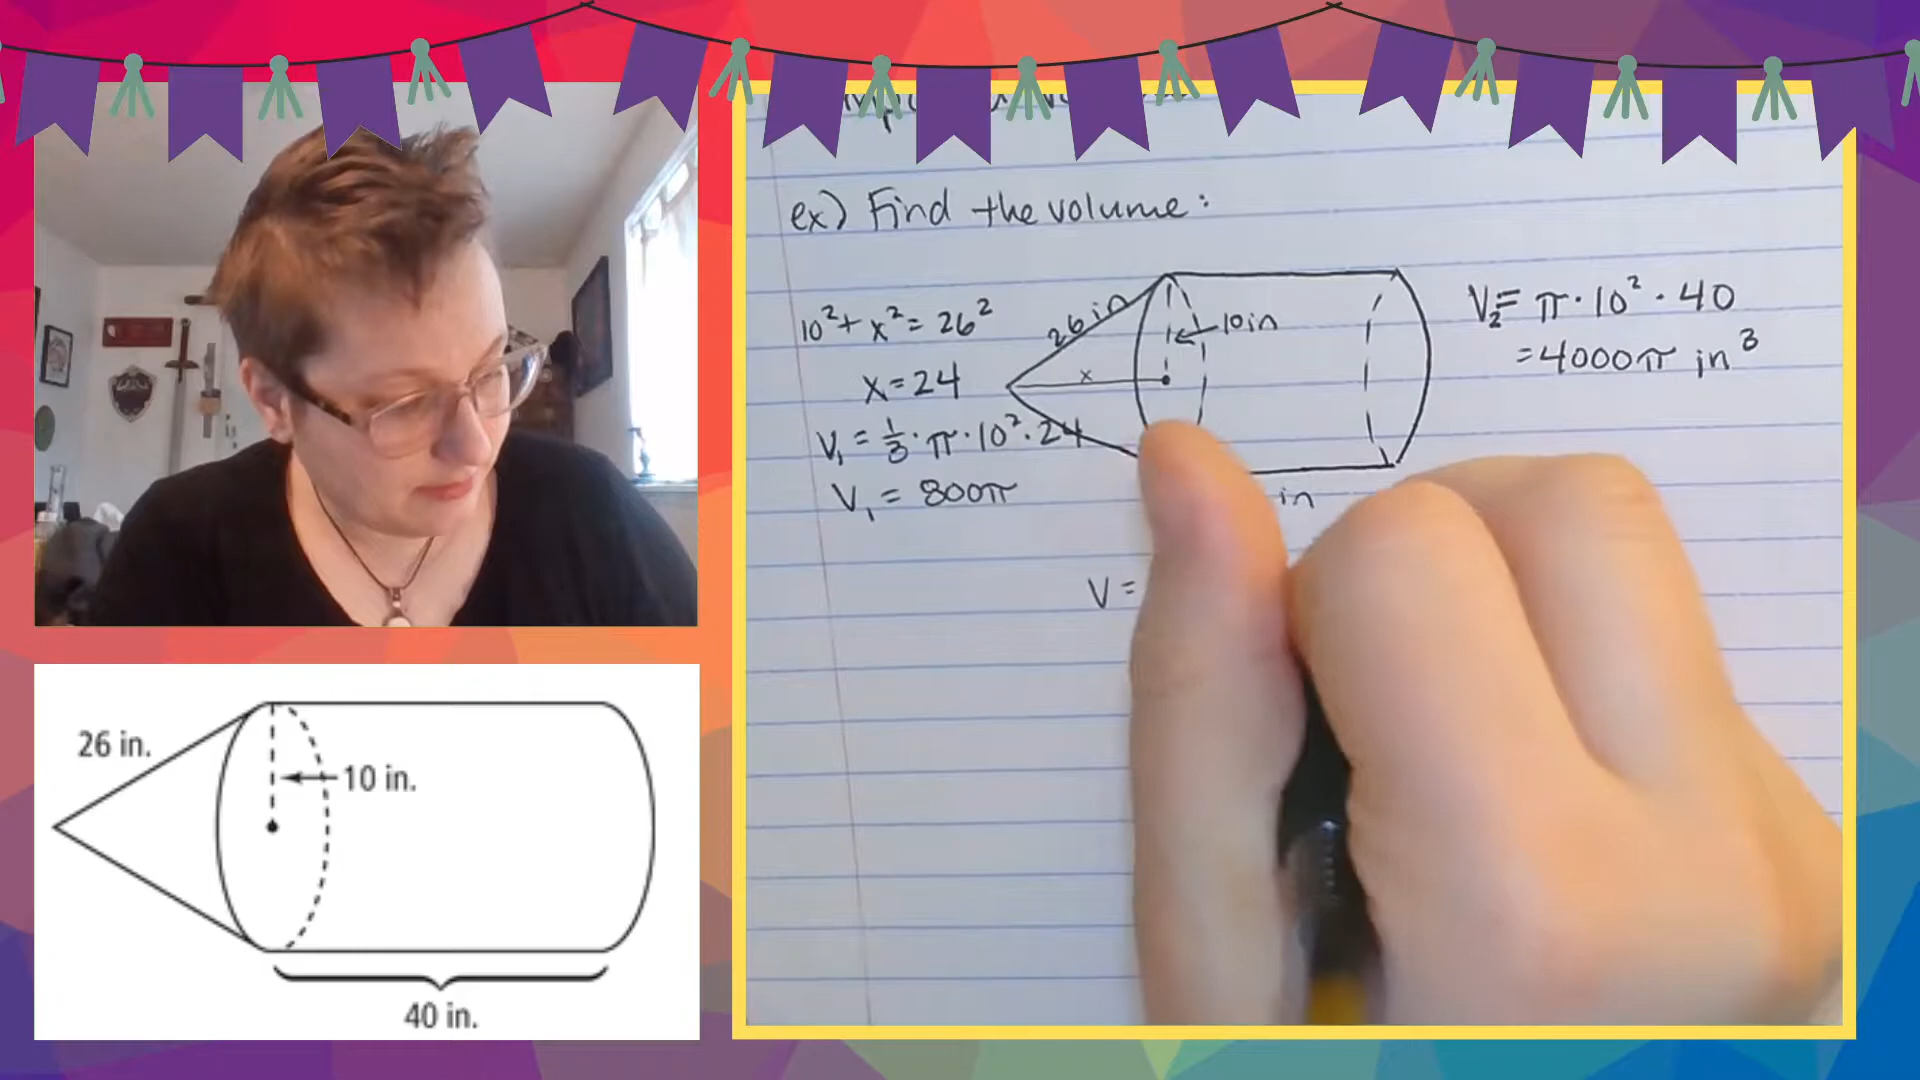 ex) Find the volume:
10² + x² = 26²
x = 24
V₁ = 1/3 · π · 10² · 24
V₁ = 800π
26 in
10 in
x
in
V₂ = π · 10² · 40
= 4000π in³
V =
26 in.
10 in.
40 in.